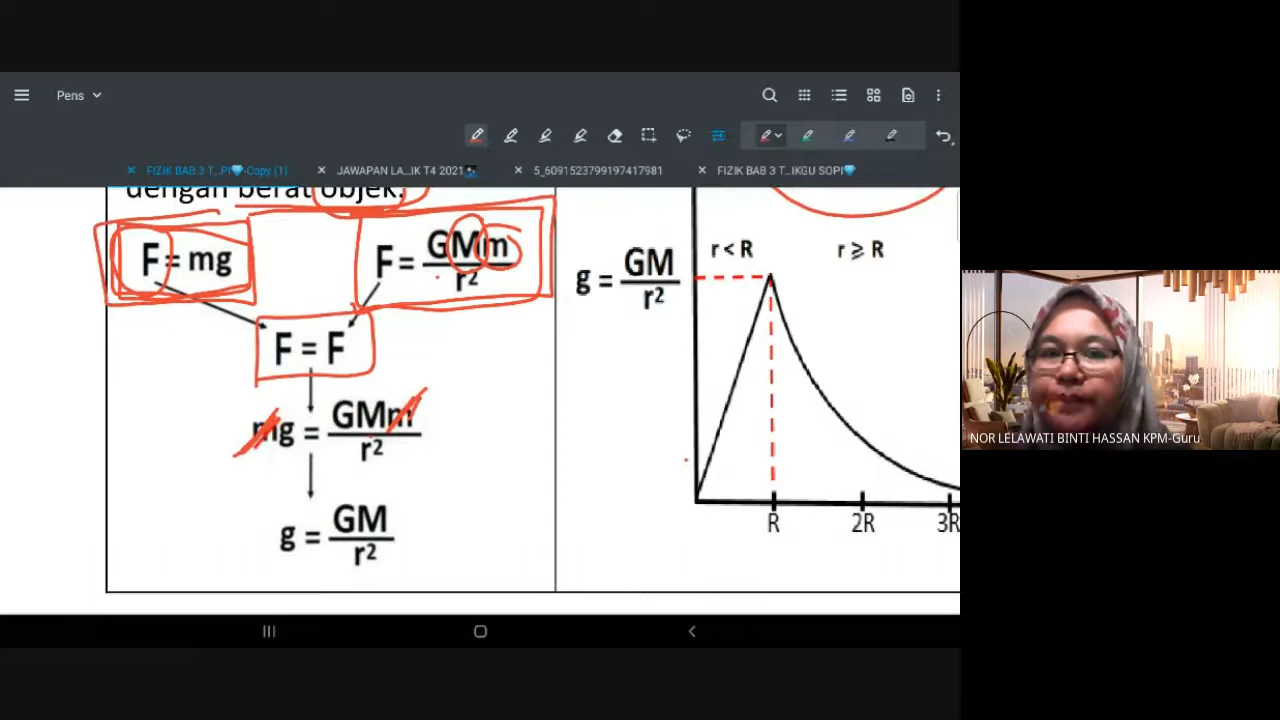 Pens
FIZIK BAB 3 T...PI💎-Copy (1)
JAWAPAN LA...IK T4 2021
5_6091523799197417981
FIZIK BAB 3 T...IKGU SOPI💎
dengan berat objek.
F = mg
F = GMm / r²
F = F
mg = GMm / r²
g = GM / r²
g = GM / r²
r < R
r ⩾ R
R
2R
3R
NOR LELAWATI BINTI HASSAN KPM-Guru